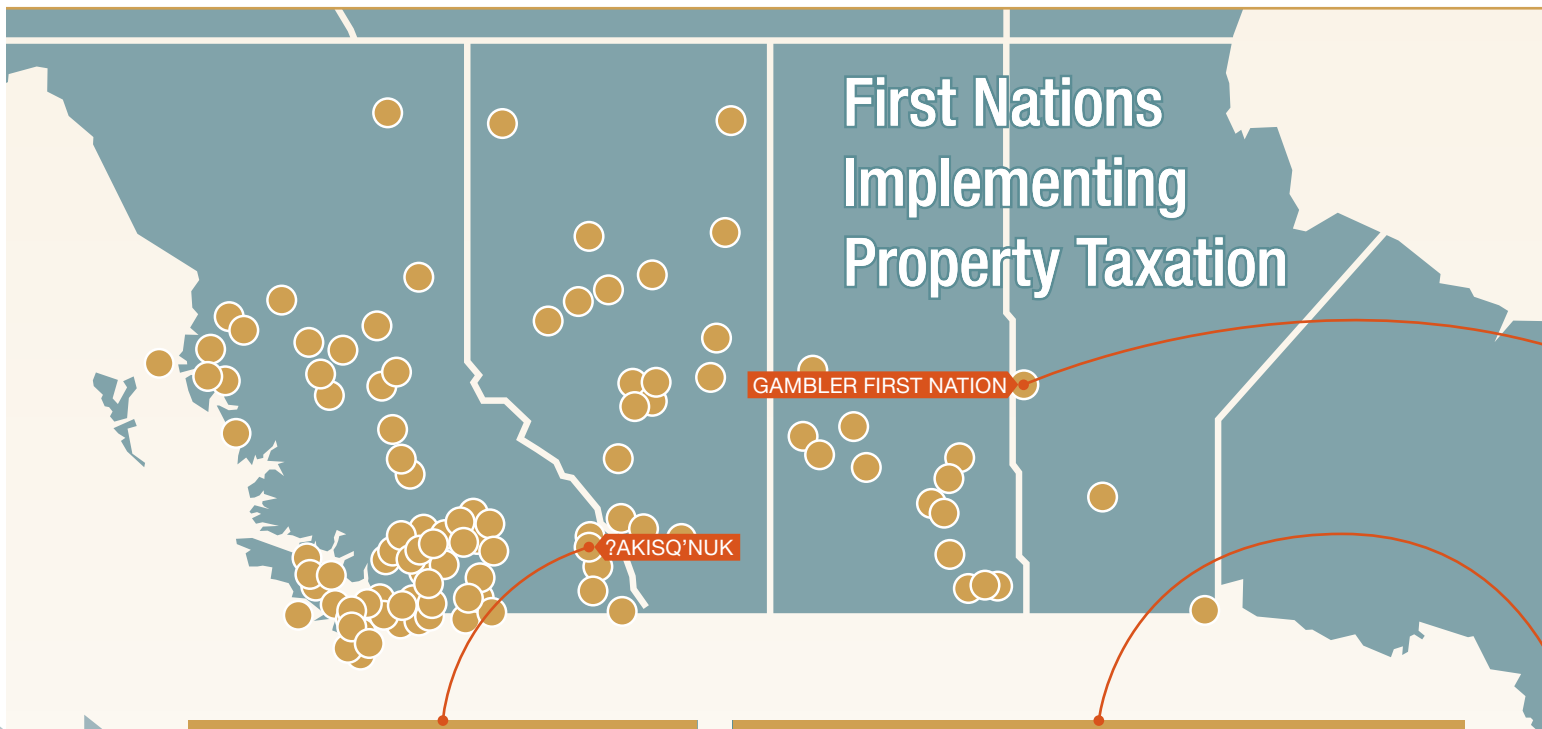 First Nations
Implementing
Property Taxation
GAMBLER FIRST NATION
?AKISQ'NUK